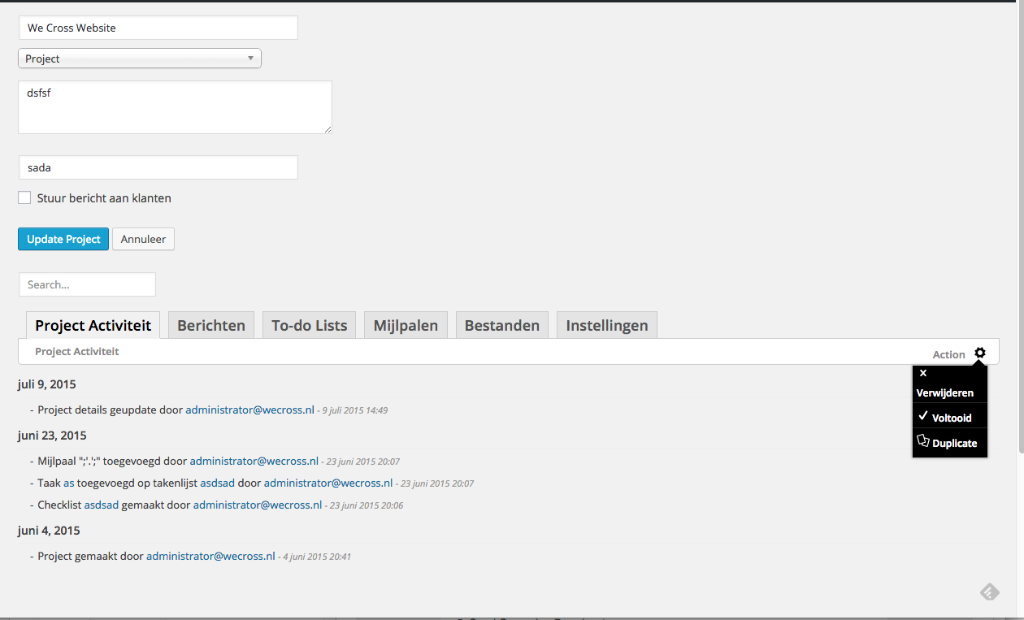 We Cross Website
Project
dsfsf
sada
Stuur bericht aan klanten
Update Project Annuleer
Search...
Project Activiteit Berichten To-do Lists Mijlpalen Bestanden Instellingen
Project Activiteit Action
Verwijderen
Voltooid
Duplicate
juli 9, 2015
- Project details geupdate door administrator@wecross.nl - 9 juli 2015 14:49
juni 23, 2015
- Mijlpaal ";'.';" toegevoegd door administrator@wecross.nl - 23 juni 2015 20:07
- Taak as toegevoegd op takenlijst asdsad door administrator@wecross.nl - 23 juni 2015 20:07
- Checklist asdsad gemaakt door administrator@wecross.nl - 23 juni 2015 20:06
juni 4, 2015
- Project gemaakt door administrator@wecross.nl - 4 juni 2015 20:41